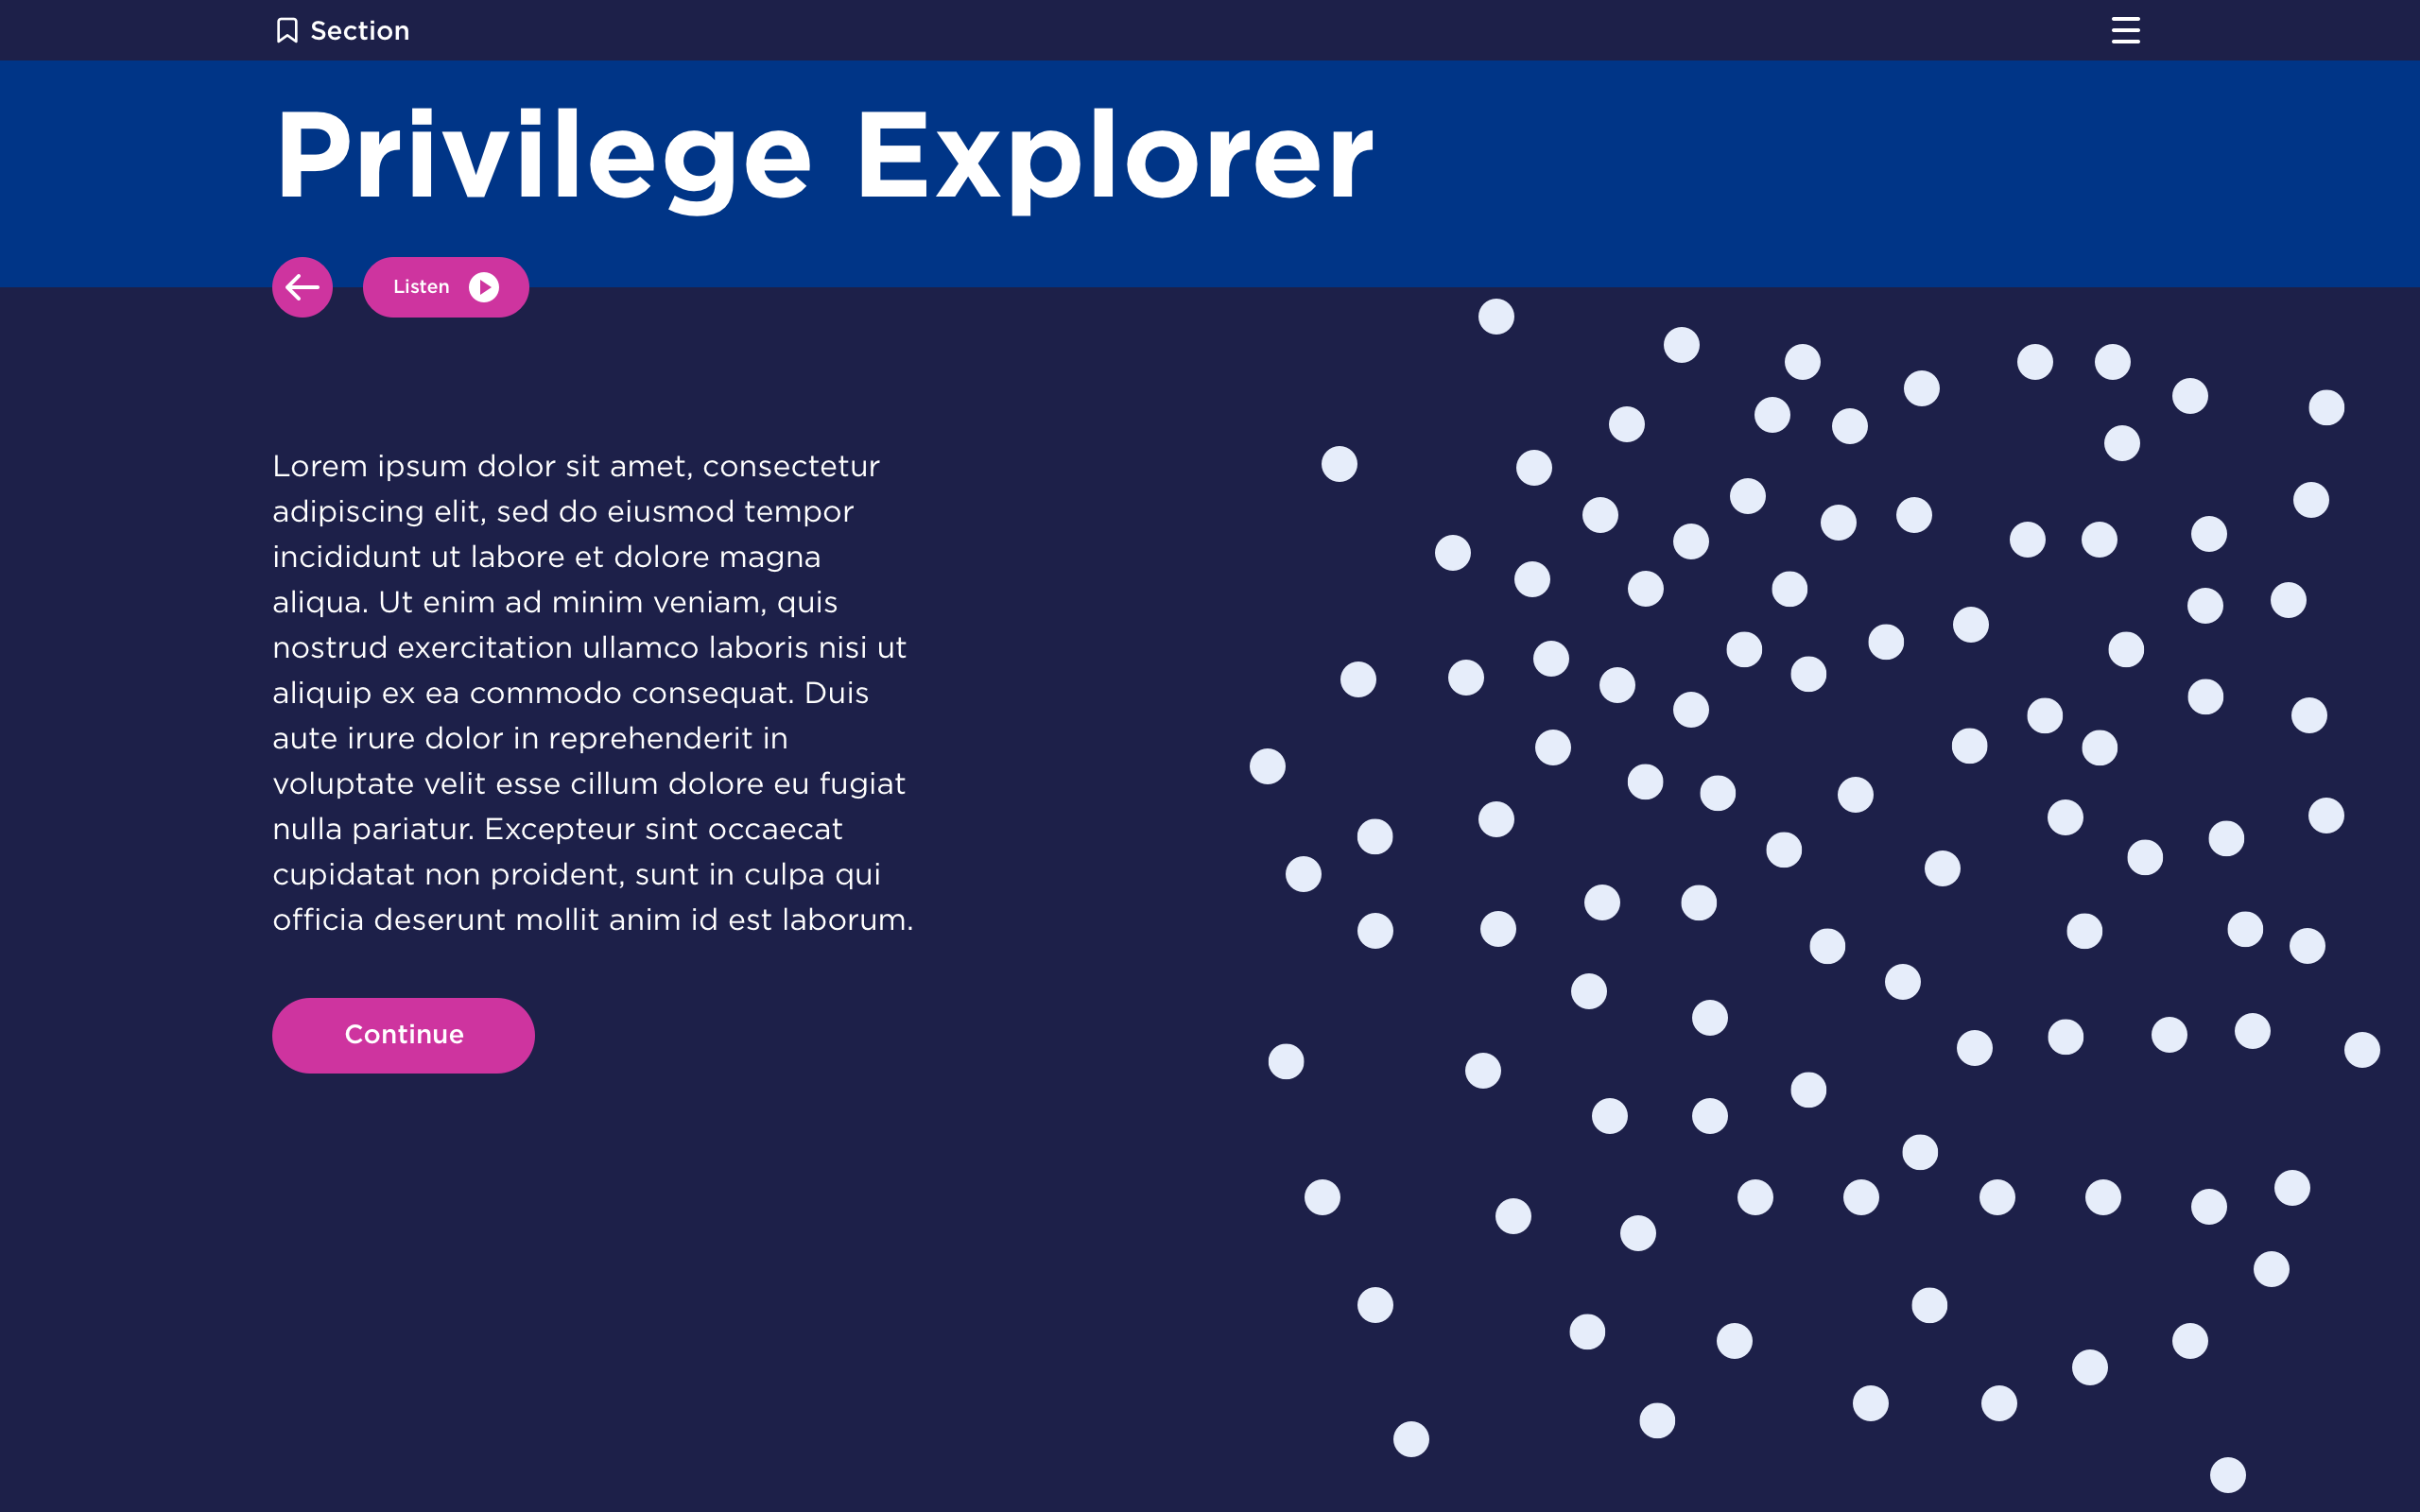 Section
Privilege Explorer
Listen
Lorem ipsum dolor sit amet, consectetur
adipiscing elit, sed do eiusmod tempor
incididunt ut labore et dolore magna
aliqua. Ut enim ad minim veniam, quis
nostrud exercitation ullamco laboris nisi ut
aliquip ex ea commodo consequat. Duis
aute irure dolor in reprehenderit in
voluptate velit esse cillum dolore eu fugiat
nulla pariatur. Excepteur sint occaecat
cupidatat non proident, sunt in culpa qui
officia deserunt mollit anim id est laborum.
Continue